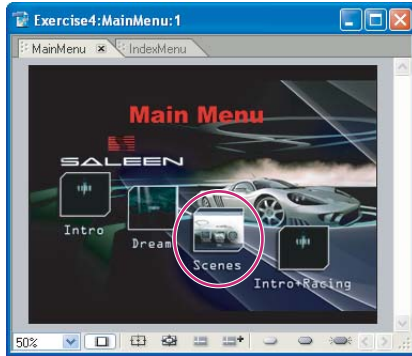 Exercise4:MainMenu:1
MainMenu
IndexMenu
Main Menu
SALEEN
Intro
Dream
Scenes
Intro+Racing
50%